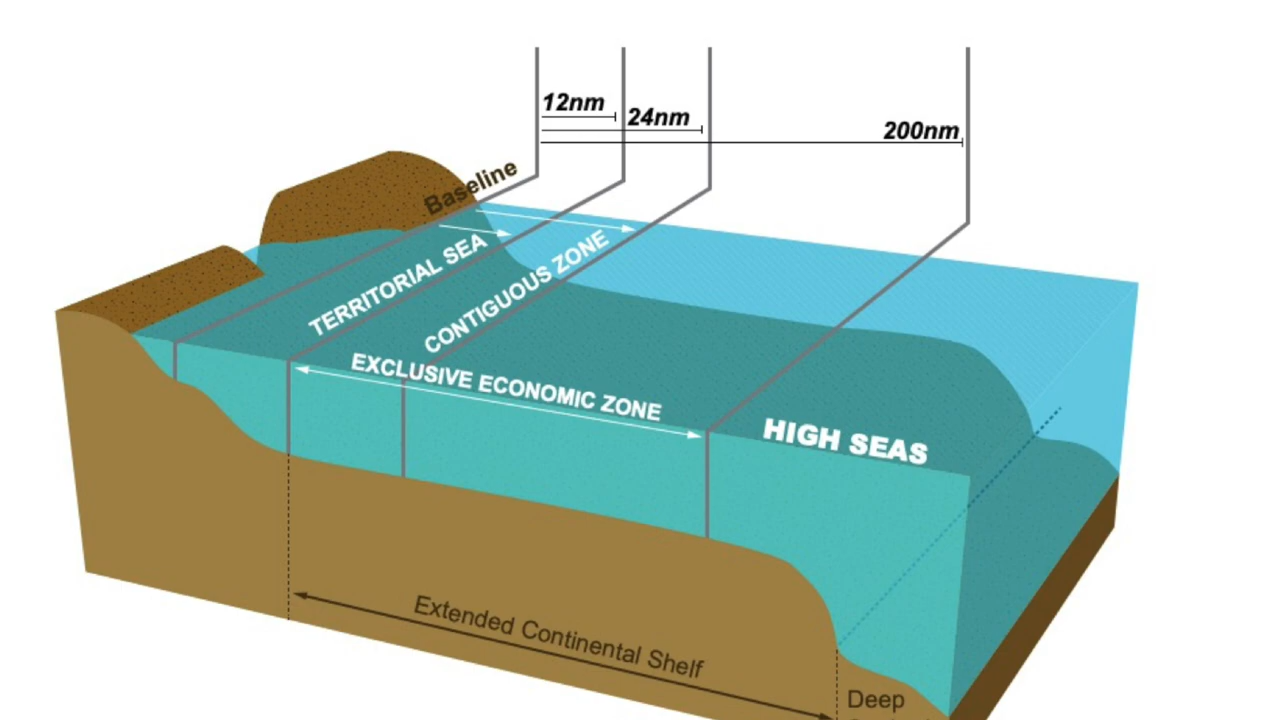 12nm
24nm
200nm
Baseline
TERRITORIAL SEA
CONTIGUOUS ZONE
EXCLUSIVE ECONOMIC ZONE
HIGH SEAS
Extended Continental Shelf
Deep